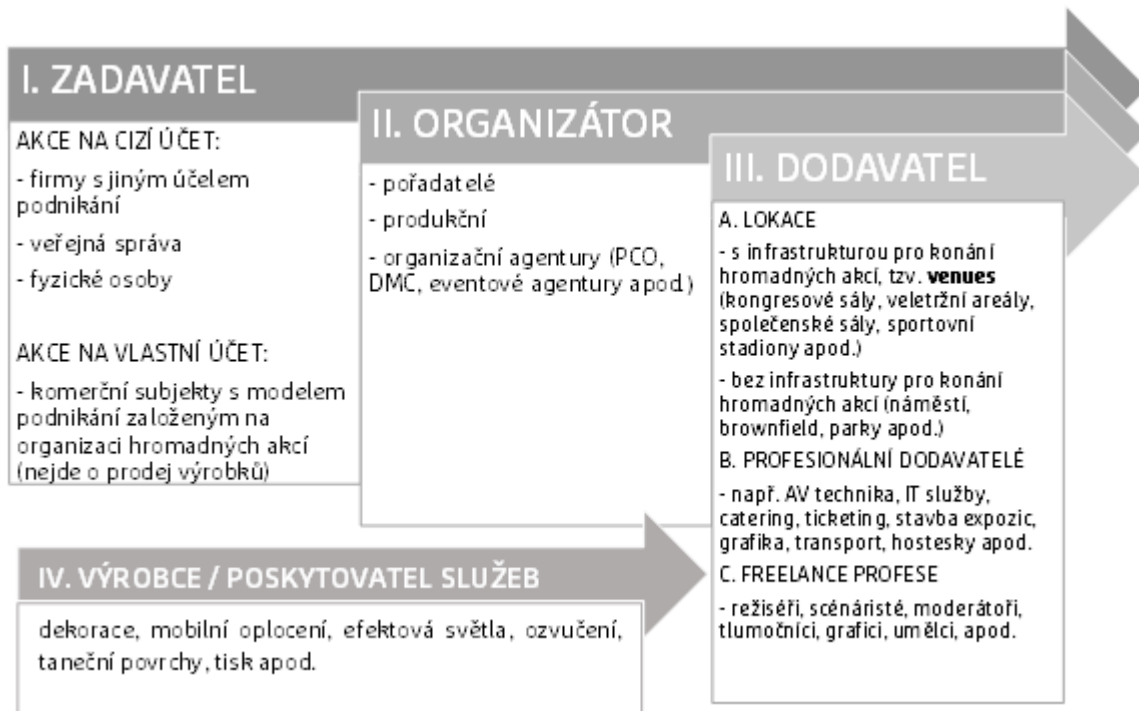 I. ZADAVATEL
AKCE NA CIZÍ ÚČET:
- firmy s jiným účelem
podnikání
- veřejná správa
- fyzické osoby
AKCE NA VLASTNÍ ÚČET:
- komerční subjekty s modelem
podnikání založeným na
organizaci hromadných akcí
(nejde o prodej výrobků)
II. ORGANIZÁTOR
- pořadatelé
- produkční
- organizační agentury (PCO,
DMC, eventové agentury apod.)
III. DODAVATEL
A. LOKACE
- s infrastrukturou pro konání
hromadných akcí, tzv. venues
(kongresové sály, veletržní areály,
společenské sály, sportovní
stadiony apod.)
- bez infrastruktury pro konání
hromadných akcí (náměstí,
brownfield, parky apod.)
B. PROFESIONÁLNÍ DODAVATELÉ
- např. AV technika, IT služby,
catering, ticketing, stavba expozic,
grafika, transport, hostesky apod.
C. FREELANCE PROFESE
- režiséři, scénáristé, moderátoři,
tlumočníci, grafici, umělci, apod.
IV. VÝROBCE / POSKYTOVATEL SLUŽEB
dekorace, mobilní oplocení, efektová světla, ozvučení,
taneční povrchy, tisk apod.